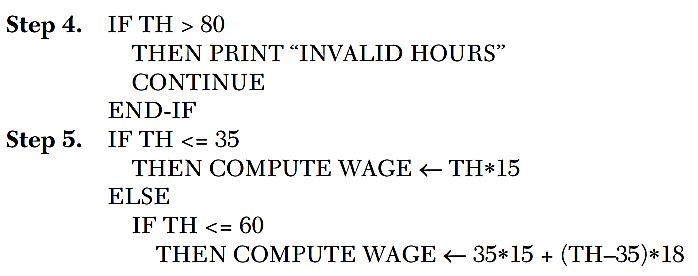 Step 4. IF TH > 80
THEN PRINT “INVALID HOURS”
CONTINUE
END-IF
Step 5. IF TH <= 35
THEN COMPUTE WAGE ← TH*15
ELSE
IF TH <= 60
THEN COMPUTE WAGE ← 35*15 + (TH–35)*18